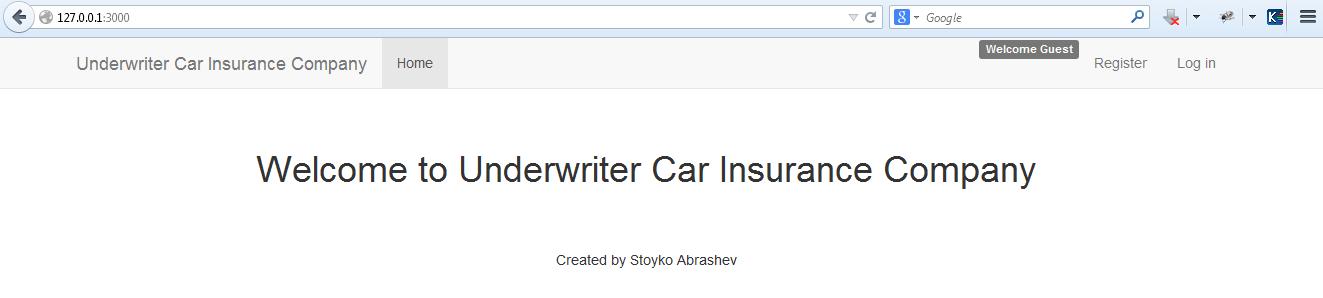 127.0.0.1:3000
Google
Welcome Guest
Underwriter Car Insurance Company Home Register Log in
Welcome to Underwriter Car Insurance Company
Created by Stoyko Abrashev